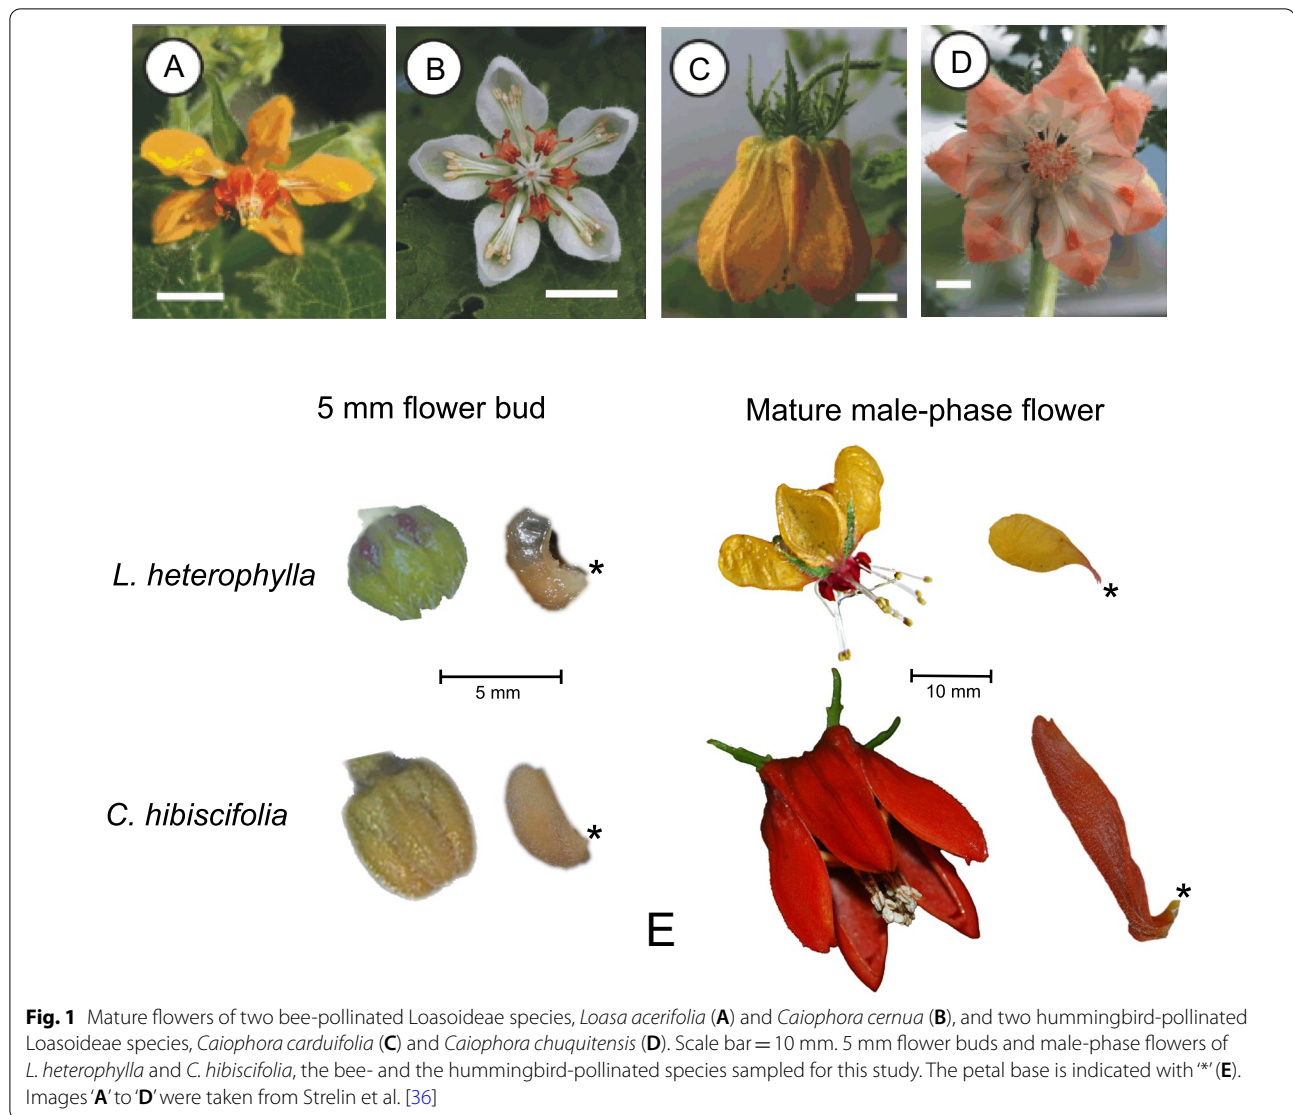 A
B
C
D
5 mm flower bud
Mature male-phase flower
L. heterophylla
*
*
5 mm
10 mm
C. hibiscifolia
*
*
E
Fig. 1 Mature flowers of two bee-pollinated Loasoideae species, Loasa acerifolia (A) and Caiophora cernua (B), and two hummingbird-pollinated
Loasoideae species, Caiophora carduifolia (C) and Caiophora chuquitensis (D). Scale bar = 10 mm. 5 mm flower buds and male-phase flowers of
L. heterophylla and C. hibiscifolia, the bee- and the hummingbird-pollinated species sampled for this study. The petal base is indicated with ‘*’ (E).
Images ‘A’ to ‘D’ were taken from Strelin et al. [36]